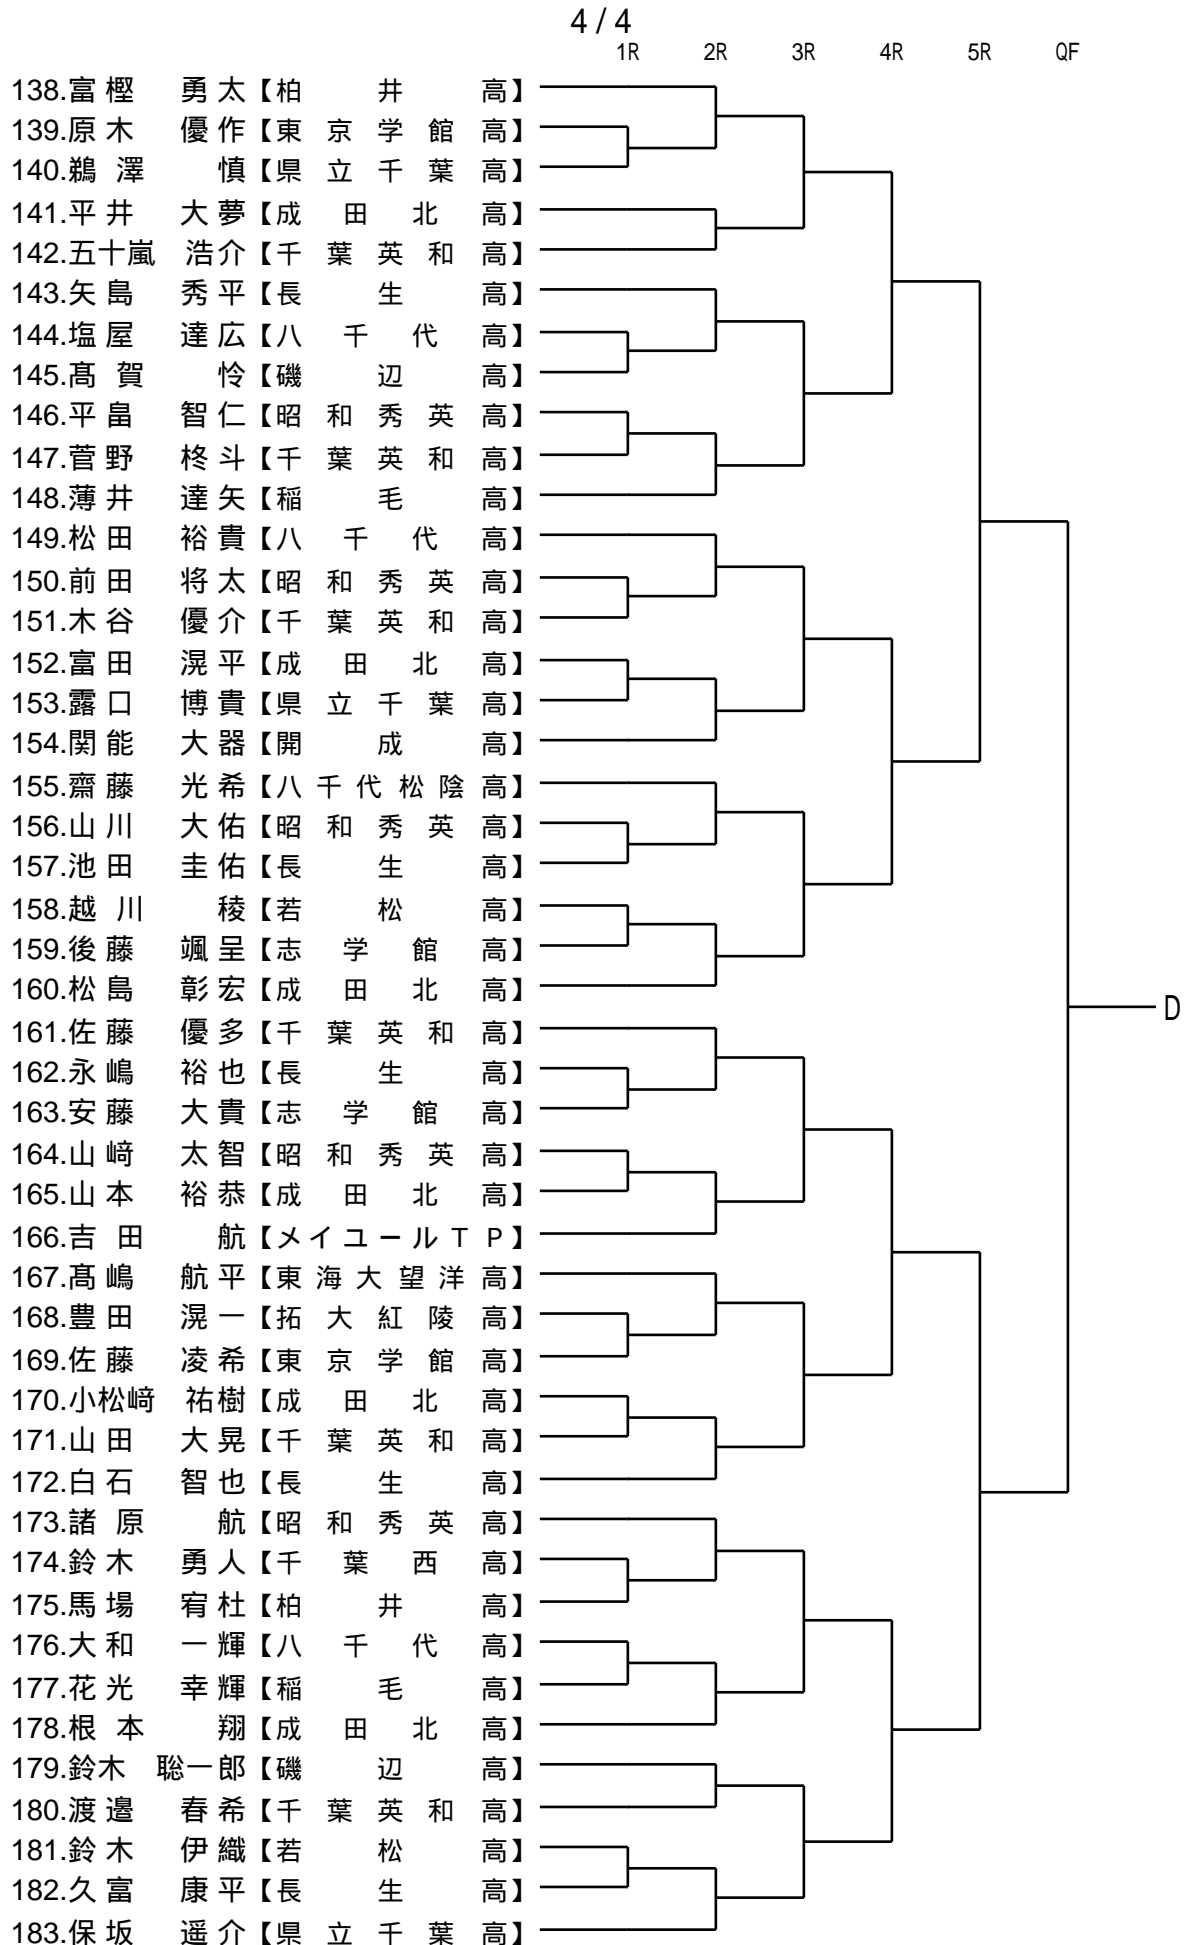 4 / 4
1R 2R 3R 4R 5R QF
138.富樫 勇太【柏井高】
139.原木 優作【東京学館高】
140.鵜澤 慎【県立千葉高】
141.平井 大夢【成田北高】
142.五十嵐 浩介【千葉英和高】
143.矢島 秀平【長生高】
144.塩屋 達広【八千代高】
145.髙賀 怜【磯辺高】
146.平畠 智仁【昭和秀英高】
147.菅野 柊斗【千葉英和高】
148.薄井 達矢【稲毛高】
149.松田 裕貴【八千代高】
150.前田 将太【昭和秀英高】
151.木谷 優介【千葉英和高】
152.富田 滉平【成田北高】
153.露口 博貴【県立千葉高】
154.関能 大器【開成高】
155.齋藤 光希【八千代松陰高】
156.山川 大佑【昭和秀英高】
157.池田 圭佑【長生高】
158.越川 稜【若松高】
159.後藤 颯呈【志学館高】
160.松島 彰宏【成田北高】
D
161.佐藤 優多【千葉英和高】
162.永嶋 裕也【長生高】
163.安藤 大貴【志学館高】
164.山﨑 太智【昭和秀英高】
165.山本 裕恭【成田北高】
166.吉田 航【メイユールTP】
167.髙嶋 航平【東海大望洋高】
168.豊田 滉一【拓大紅陵高】
169.佐藤 凌希【東京学館高】
170.小松﨑 祐樹【成田北高】
171.山田 大晃【千葉英和高】
172.白石 智也【長生高】
173.諸原 航【昭和秀英高】
174.鈴木 勇人【千葉西高】
175.馬場 宥杜【柏井高】
176.大和 一輝【八千代高】
177.花光 幸輝【稲毛高】
178.根本 翔【成田北高】
179.鈴木 聡一郎【磯辺高】
180.渡邉 春希【千葉英和高】
181.鈴木 伊織【若松高】
182.久富 康平【長生高】
183.保坂 遥介【県立千葉高】